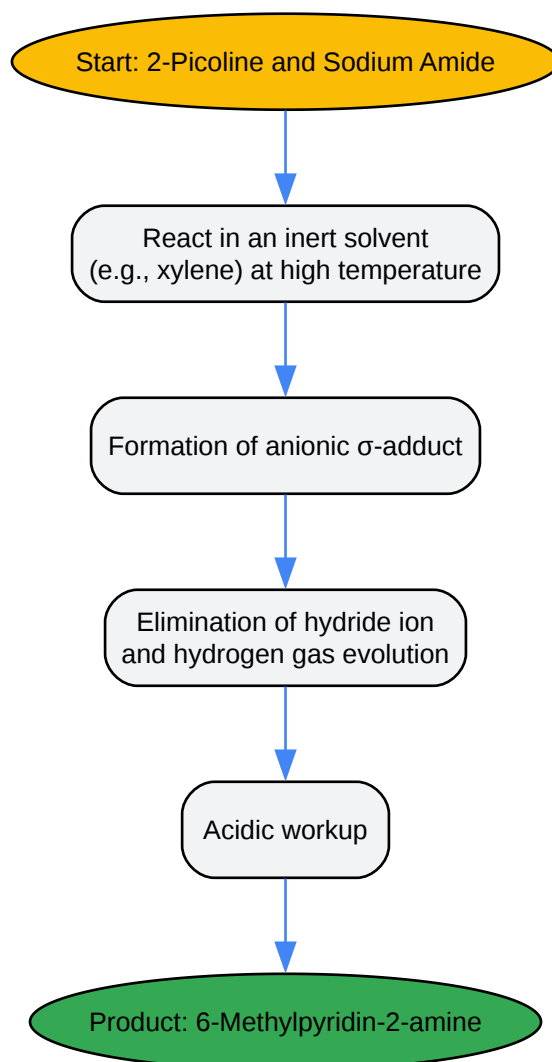 Start: 2-Picoline and Sodium Amide
React in an inert solvent
(e.g., xylene) at high temperature
Formation of anionic σ-adduct
Elimination of hydride ion
and hydrogen gas evolution
Acidic workup
Product: 6-Methylpyridin-2-amine